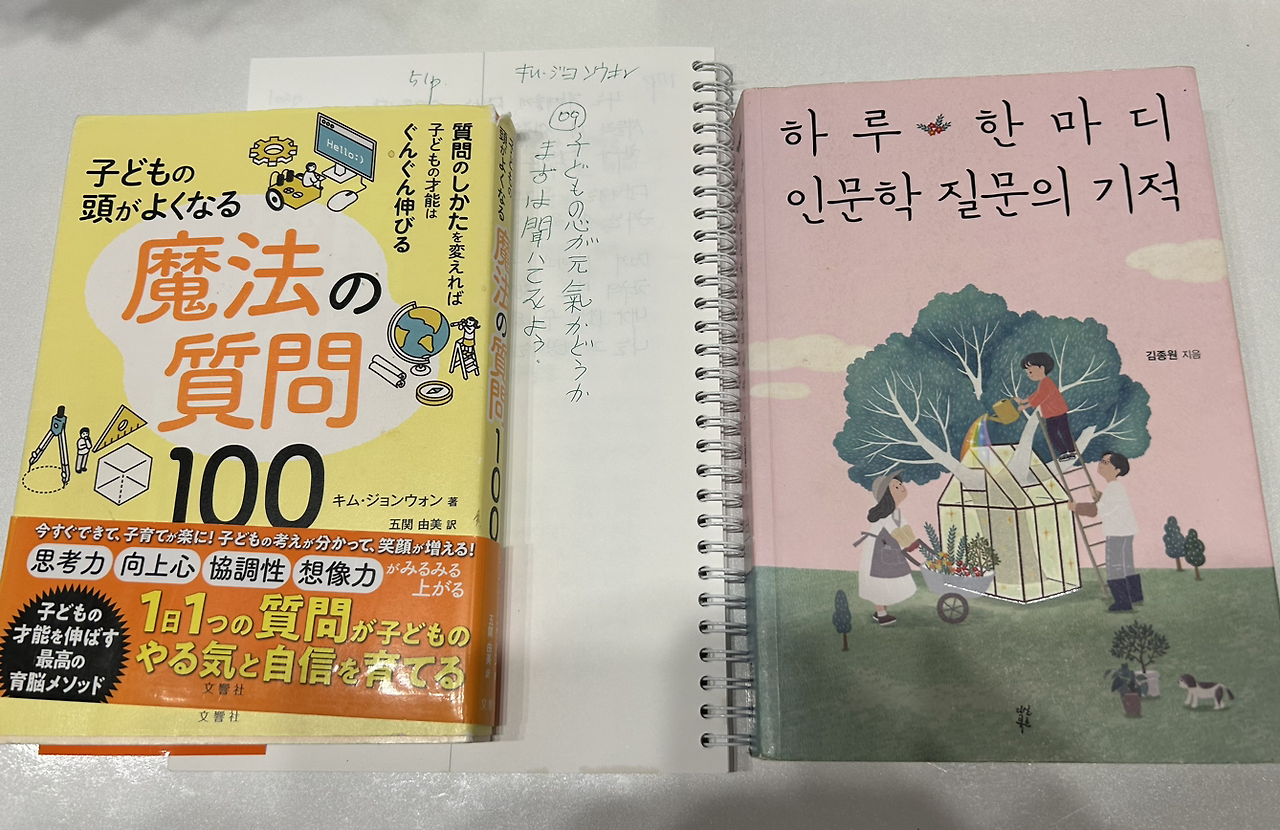 子どもの
頭がよくなる
魔法の
質問
100
質問のしかたを変えれば
子どもの才能は
ぐんぐん伸びる
Hello:)
キム・ジョンウォン 著
五関 由美 訳
今すぐできて、子育てが楽に!子どもの考えが分かって、笑顔が増える!
思考力 向上心 協調性 想像力 がみるみる
上がる
子どもの
才能を伸ばす
最高の
育脳メソッド
1日1つの質問が子どもの
やる気と自信を育てる
文響社
文響社
魔法の質問100
五関 由美
51p.
キム・ジョンウォン
09. 子どもの心が元氣かどうか
まずは聞いてみよう.
하루 한마디
인문학 질문의 기적
김종원 지음